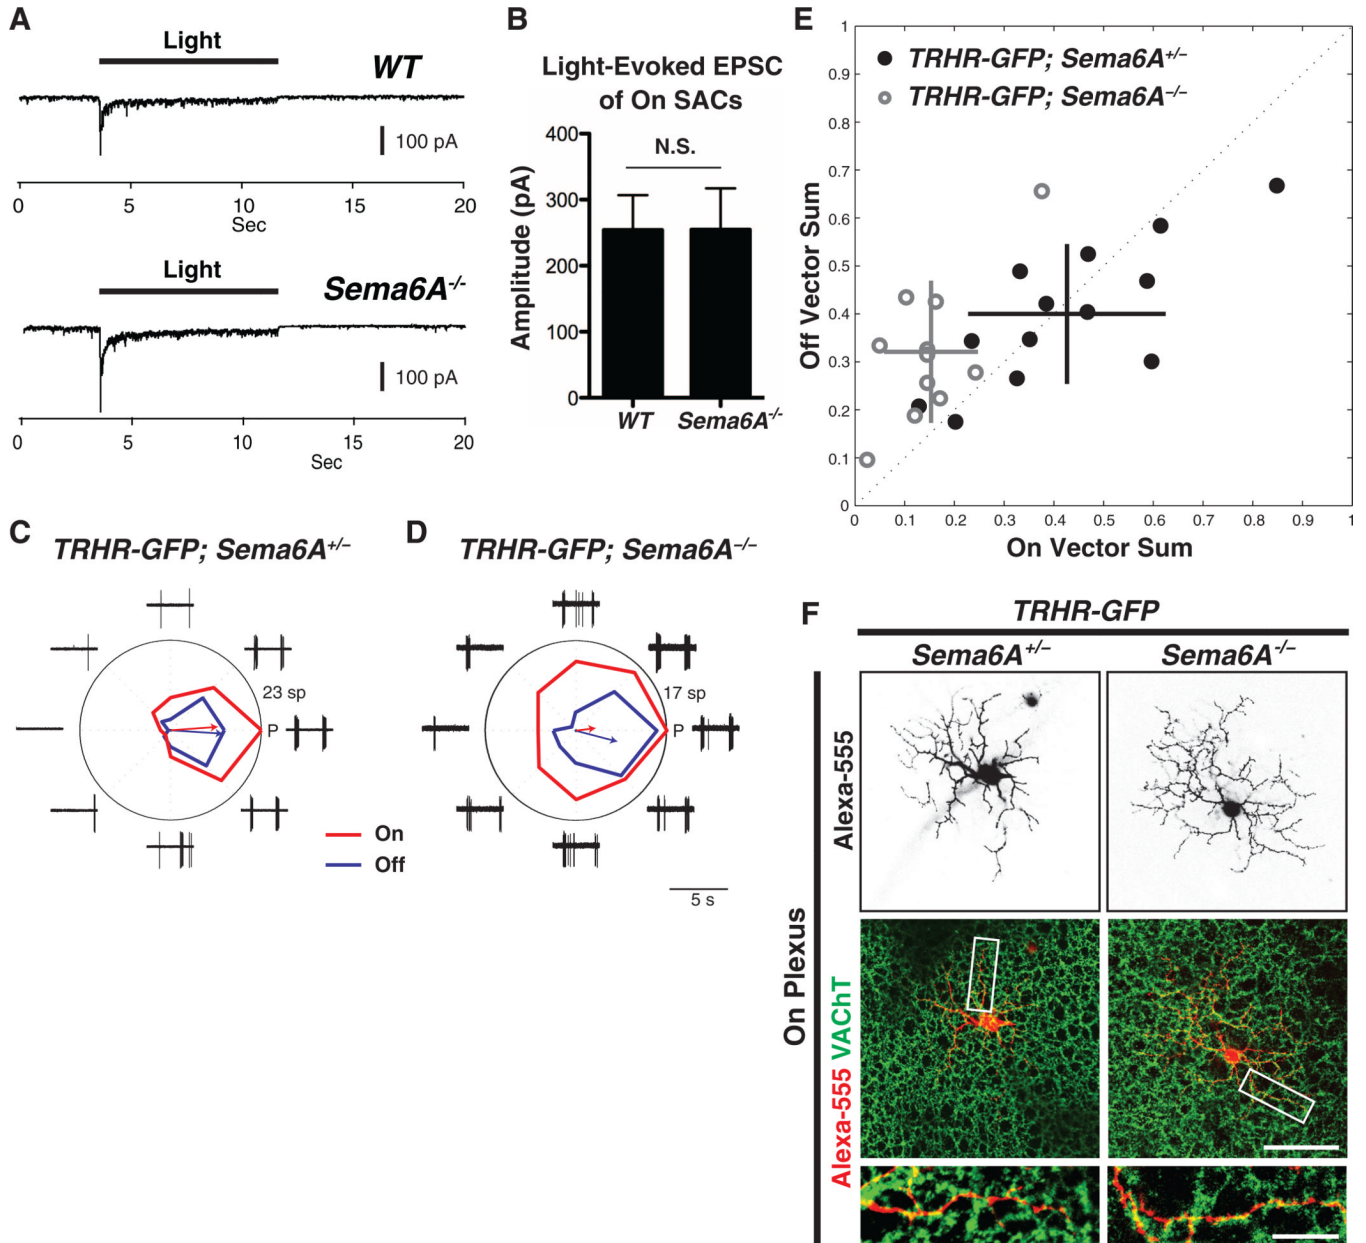 A
Light
WT
100 pA
0 5 10 15 20
Sec
Light
Sema6A-/-
100 pA
0 5 10 15 20
Sec
B
Light-Evoked EPSC
of On SACs
N.S.
400
300
200
100
0
Amplitude (pA)
WT Sema6A-/-
C
TRHR-GFP; Sema6A+/–
23 sp
P
D
TRHR-GFP; Sema6A–/–
17 sp
P
On
Off
5 s
E
TRHR-GFP; Sema6A+/–
TRHR-GFP; Sema6A–/–
1
0.9
0.8
0.7
0.6
0.5
0.4
0.3
0.2
0.1
0
Off Vector Sum
0 0.1 0.2 0.3 0.4 0.5 0.6 0.7 0.8 0.9 1
On Vector Sum
F
TRHR-GFP
Sema6A+/– Sema6A-/–
On Plexus
Alexa-555
Alexa-555 VAChT